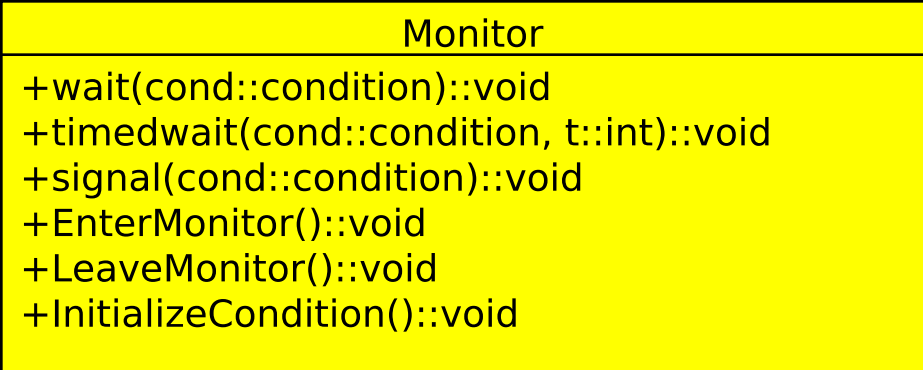 Monitor
+wait(cond::condition)::void
+timedwait(cond::condition, t::int)::void
+signal(cond::condition)::void
+EnterMonitor()::void
+LeaveMonitor()::void
+InitializeCondition()::void